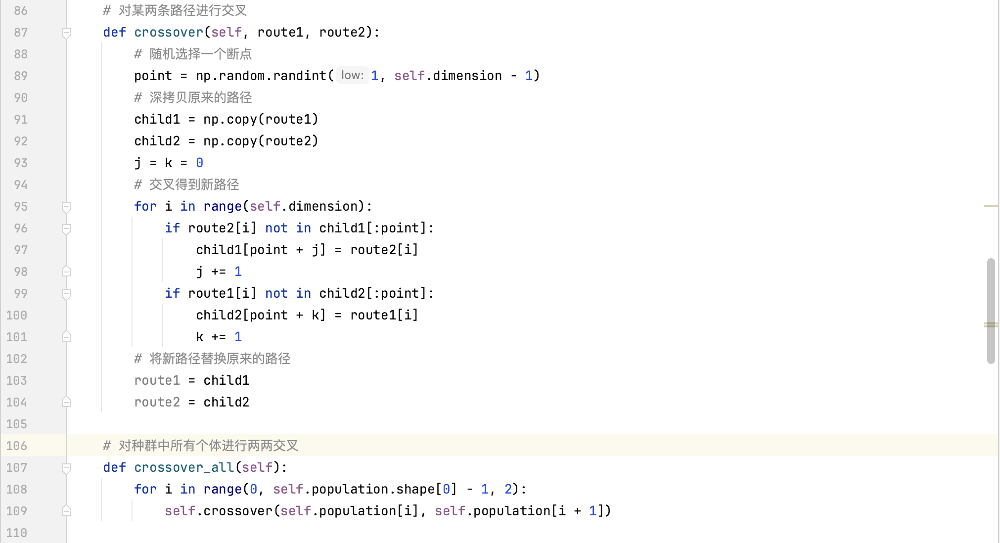 86 # 对某两条路径进行交叉
87 def crossover(self, route1, route2):
88 # 随机选择一个断点
89 point = np.random.randint( low: 1, self.dimension - 1)
90 # 深拷贝原来的路径
91 child1 = np.copy(route1)
92 child2 = np.copy(route2)
93 j = k = 0
94 # 交叉得到新路径
95 for i in range(self.dimension):
96 if route2[i] not in child1[:point]:
97 child1[point + j] = route2[i]
98 j += 1
99 if route1[i] not in child2[:point]:
100 child2[point + k] = route1[i]
101 k += 1
102 # 将新路径替换原来的路径
103 route1 = child1
104 route2 = child2
105
106 # 对种群中所有个体进行两两交叉
107 def crossover_all(self):
108 for i in range(0, self.population.shape[0] - 1, 2):
109 self.crossover(self.population[i], self.population[i + 1])
110